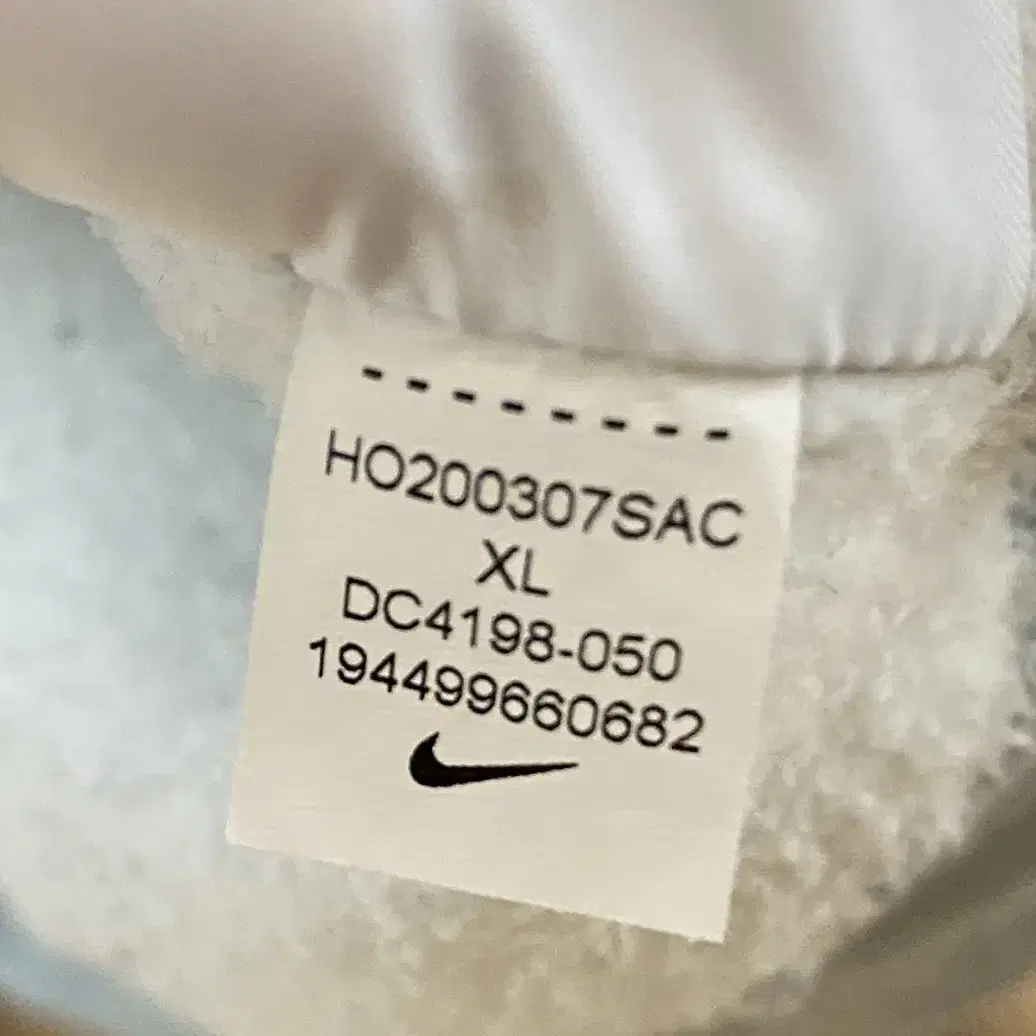 --------
HO200307SAC
XL
DC4198-050
194499660682